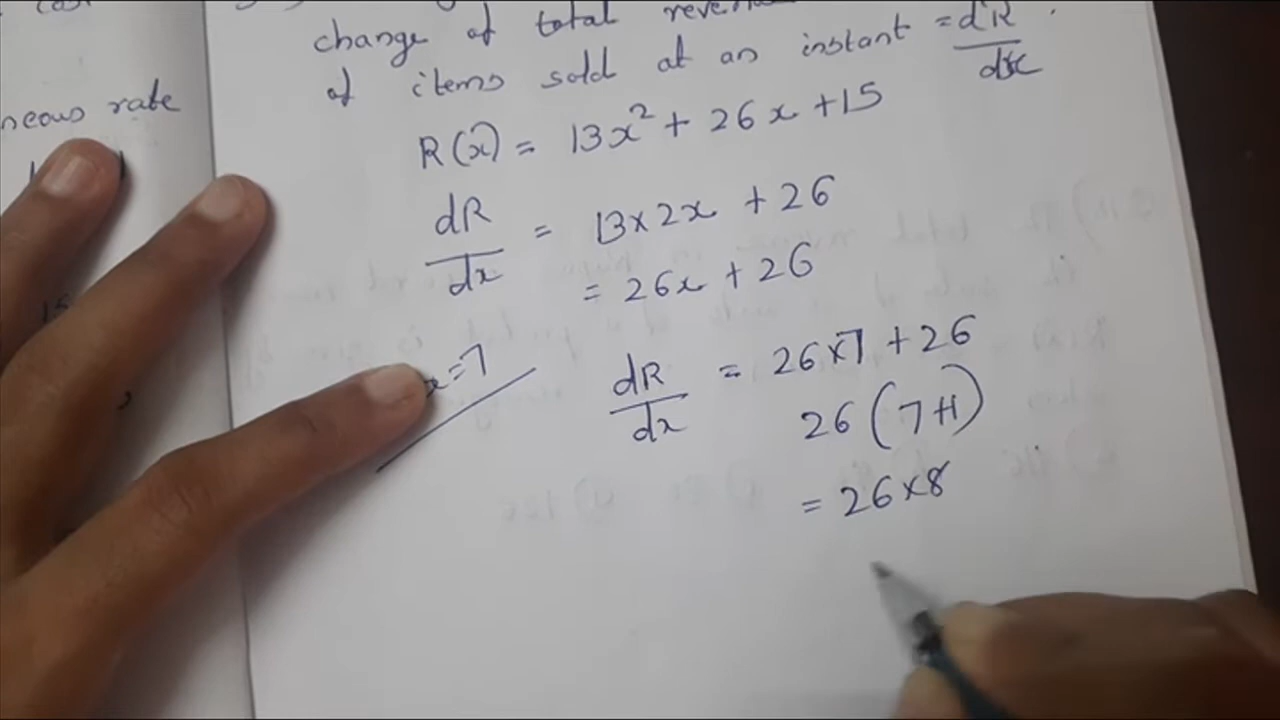 neous rate
change of total
of items sold at an instant = dR/dx.
R(x) = 13x² + 26x + 15
dR/dx = 13×2x + 26
= 26x + 26
x=7
dR/dx = 26×7 + 26
26(7+1)
= 26×8